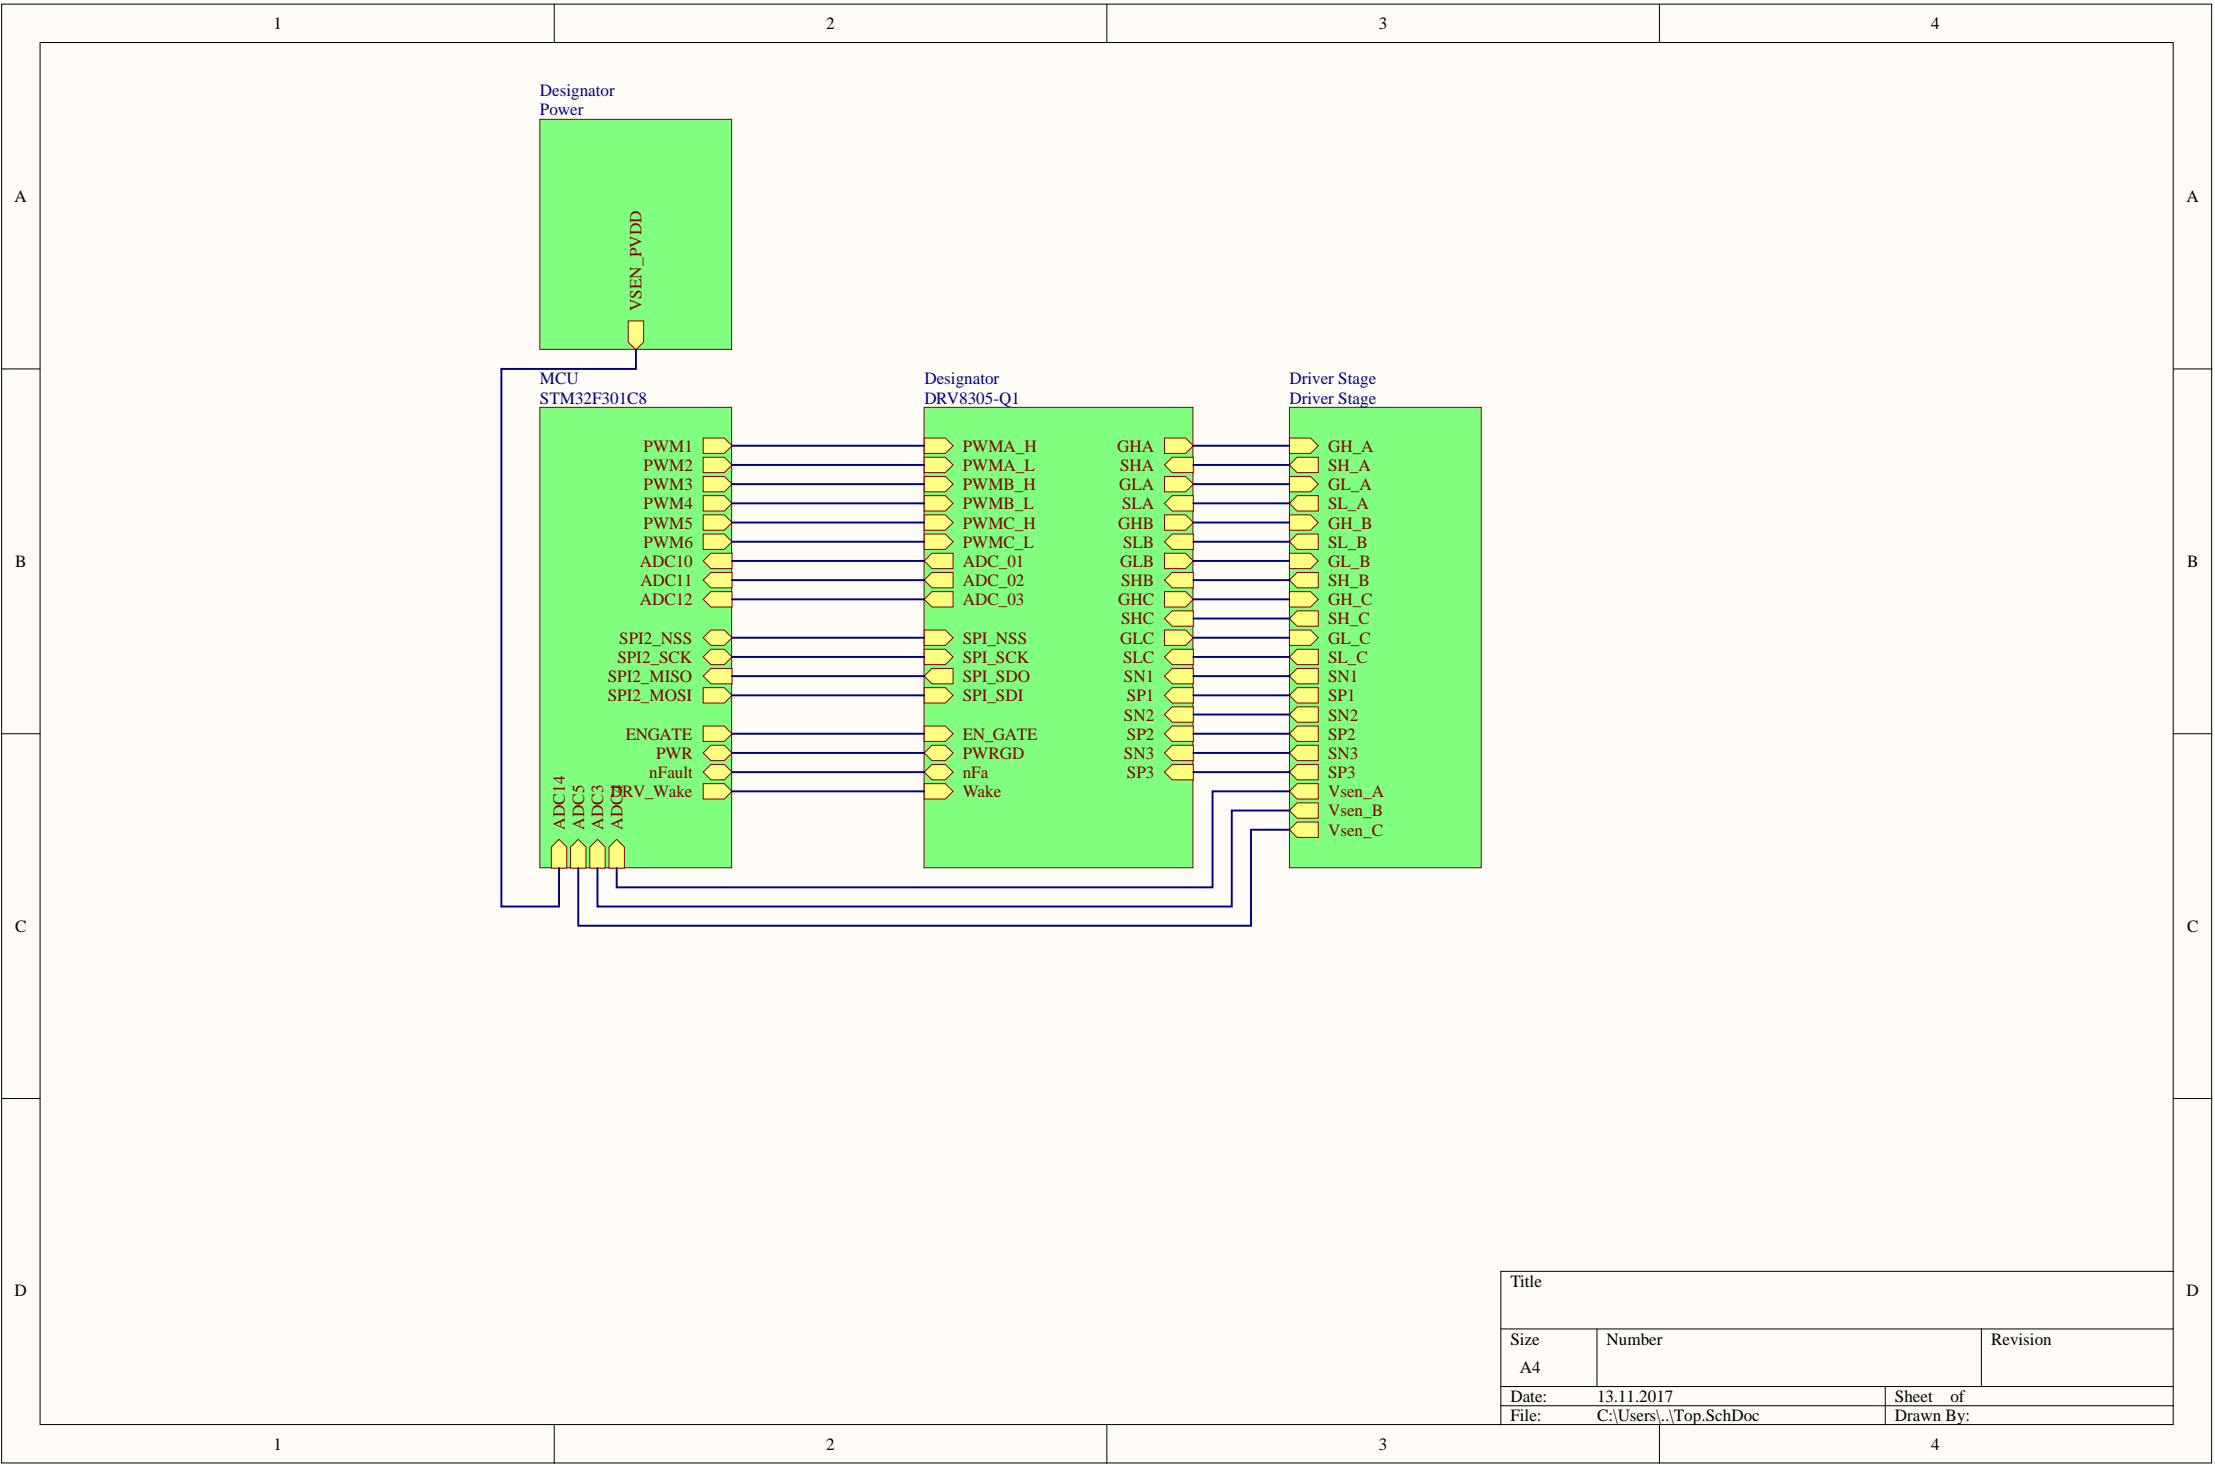 1 2 3 4
Designator
Power
A A
VSEN_PVDD
MCU Designator Driver Stage
STM32F301C8 DRV8305-Q1 Driver Stage
PWM1 PWMA_H GHA GH_A
PWM2 PWMA_L SHA SH_A
PWM3 PWMB_H GLA GL_A
PWM4 PWMB_L SLA SL_A
PWM5 PWMC_H GHB GH_B
PWM6 PWMC_L SLB SL_B
B ADC10 ADC_01 GLB GL_B B
ADC11 ADC_02 SHB SH_B
ADC12 ADC_03 GHC GH_C
SHC SH_C
SPI2_NSS SPI_NSS GLC GL_C
SPI2_SCK SPI_SCK SLC SL_C
SPI2_MISO SPI_SDO SN1 SN1
SPI2_MOSI SPI_SDI SP1 SP1
SN2 SN2
ENGATE EN_GATE SP2 SP2
PWR PWRGD SN3 SN3
nFault nFa SP3 SP3
DRV_Wake Wake Vsen_A
Vsen_B
Vsen_C
ADC14
ADC5
ADC3
C C
D D
Title
Size Number Revision
A4
Date: 13.11.2017 Sheet of
File: C:\Users\..\Top.SchDoc Drawn By:
1 2 3 4